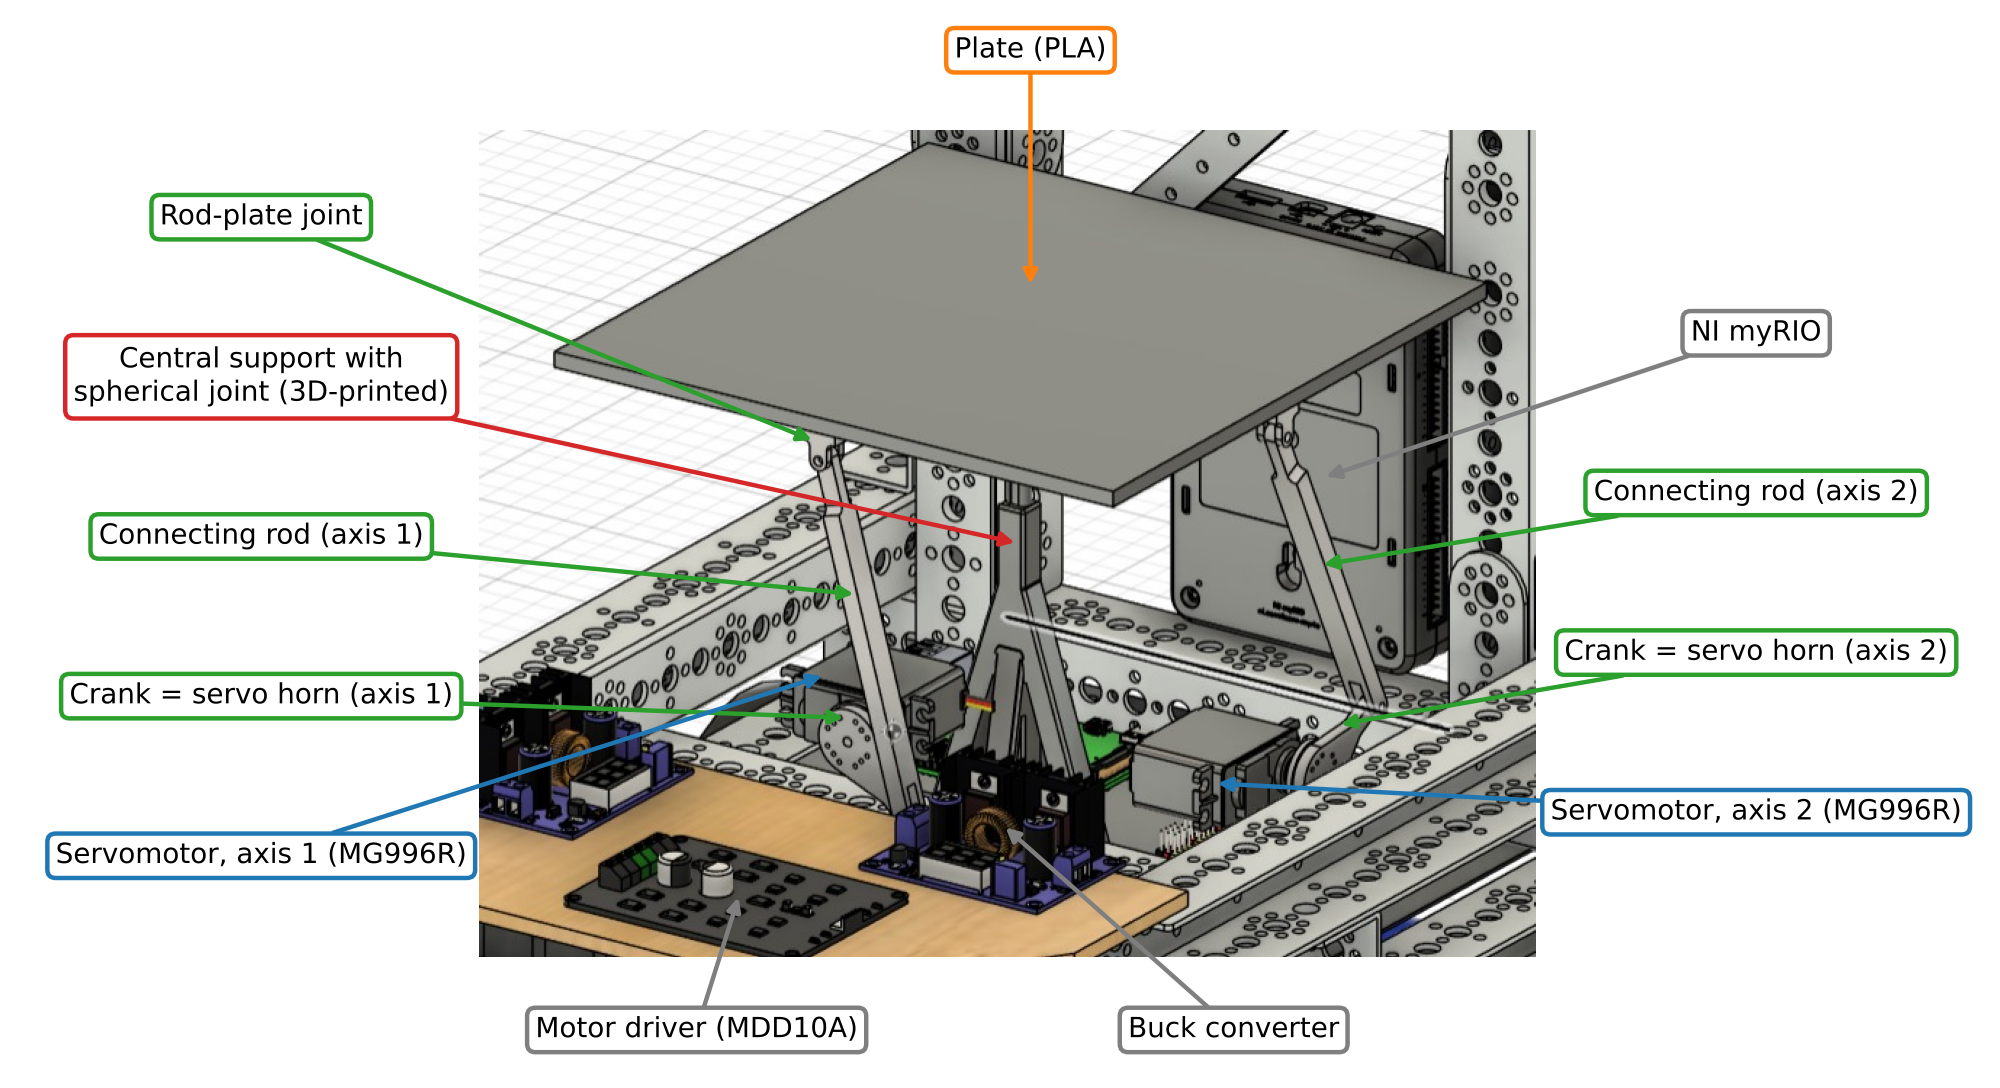 Plate (PLA)
Rod-plate joint
NI myRIO
Central support with
spherical joint (3D-printed)
Connecting rod (axis 2)
Connecting rod (axis 1)
Crank = servo horn (axis 2)
Crank = servo horn (axis 1)
Servomotor, axis 2 (MG996R)
Servomotor, axis 1 (MG996R)
Motor driver (MDD10A)
Buck converter
NI myRIO